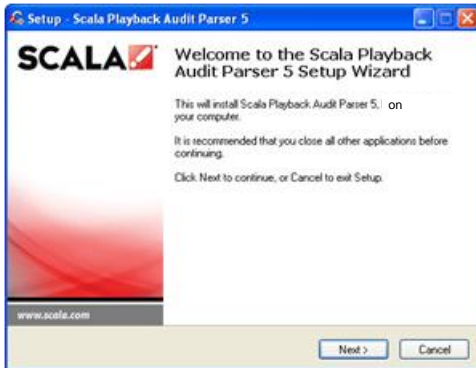 Setup - Scala Playback Audit Parser 5
SCALA
Welcome to the Scala Playback
Audit Parser 5 Setup Wizard
This will install Scala Playback Audit Parser 5, on
your computer.
It is recommended that you close all other applications before
continuing.
Click Next to continue, or Cancel to exit Setup.
www.scala.com
Next >
Cancel